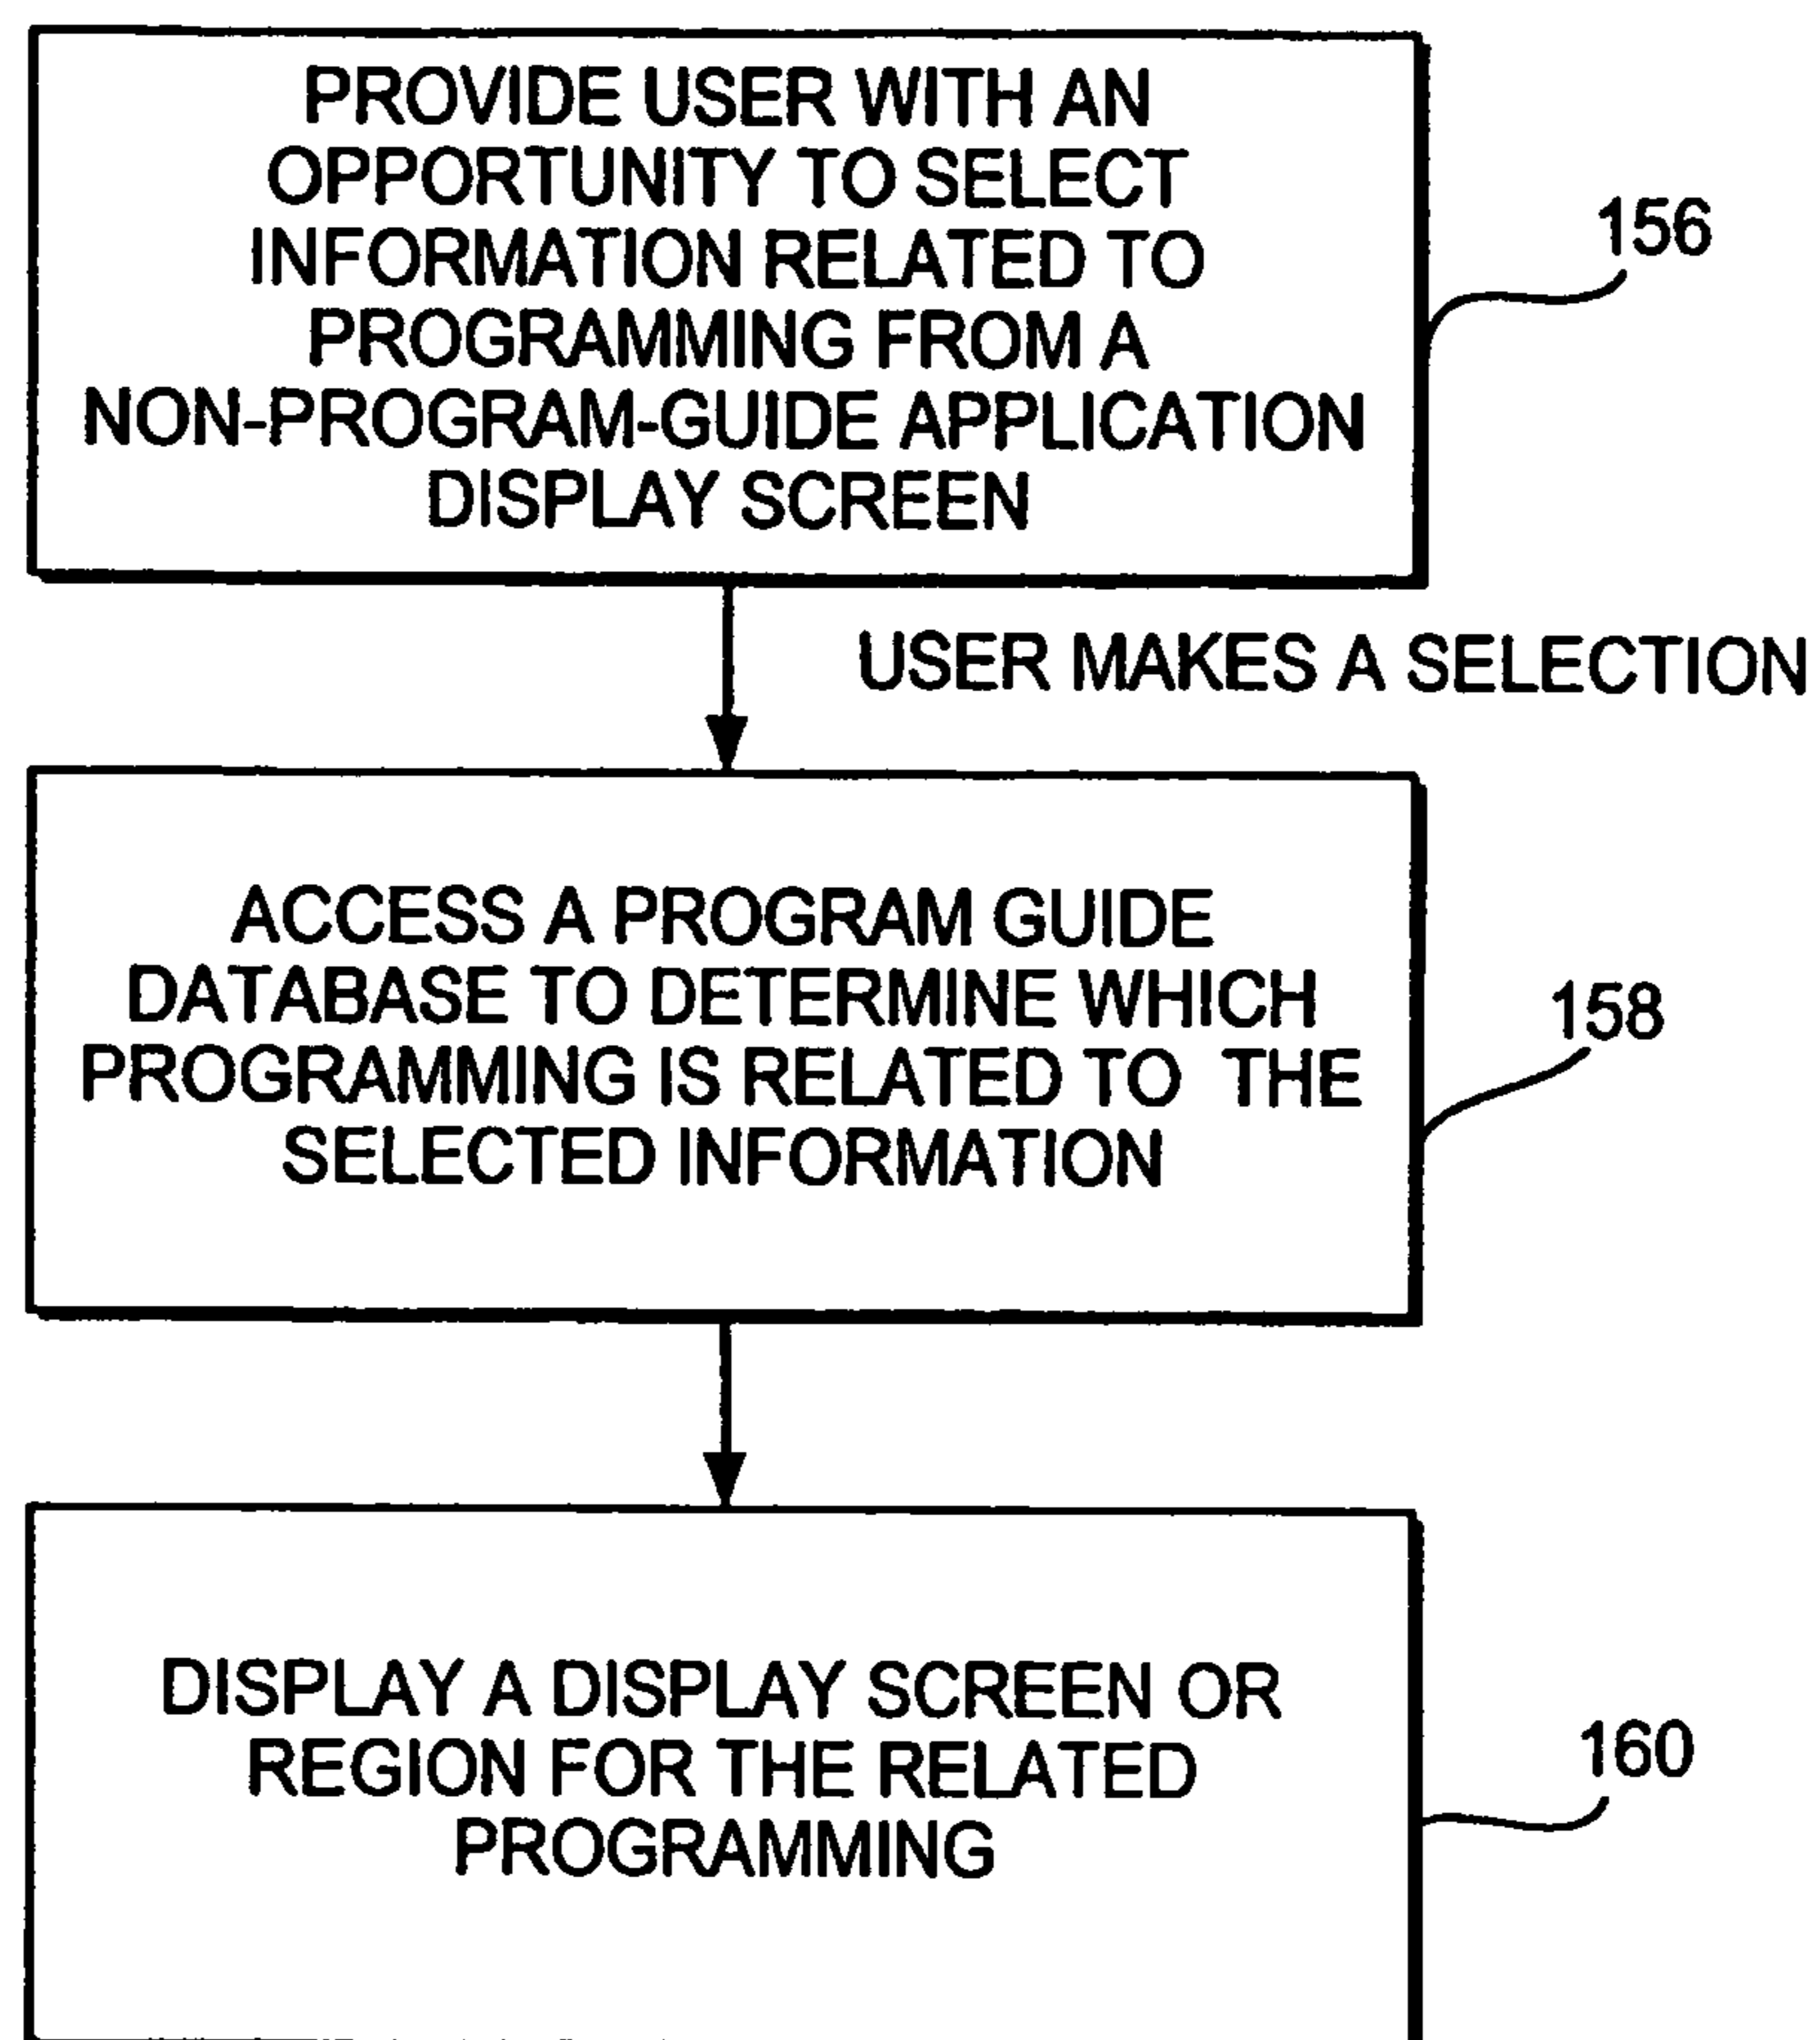 PROVIDE USER WITH AN
OPPORTUNITY TO SELECT
INFORMATION RELATED TO
PROGRAMMING FROM A
NON-PROGRAM-GUIDE APPLICATION
DISPLAY SCREEN
156
USER MAKES A SELECTION
ACCESS A PROGRAM GUIDE
DATABASE TO DETERMINE WHICH
PROGRAMMING IS RELATED TO THE
SELECTED INFORMATION
158
DISPLAY A DISPLAY SCREEN OR
REGION FOR THE RELATED
PROGRAMMING
160